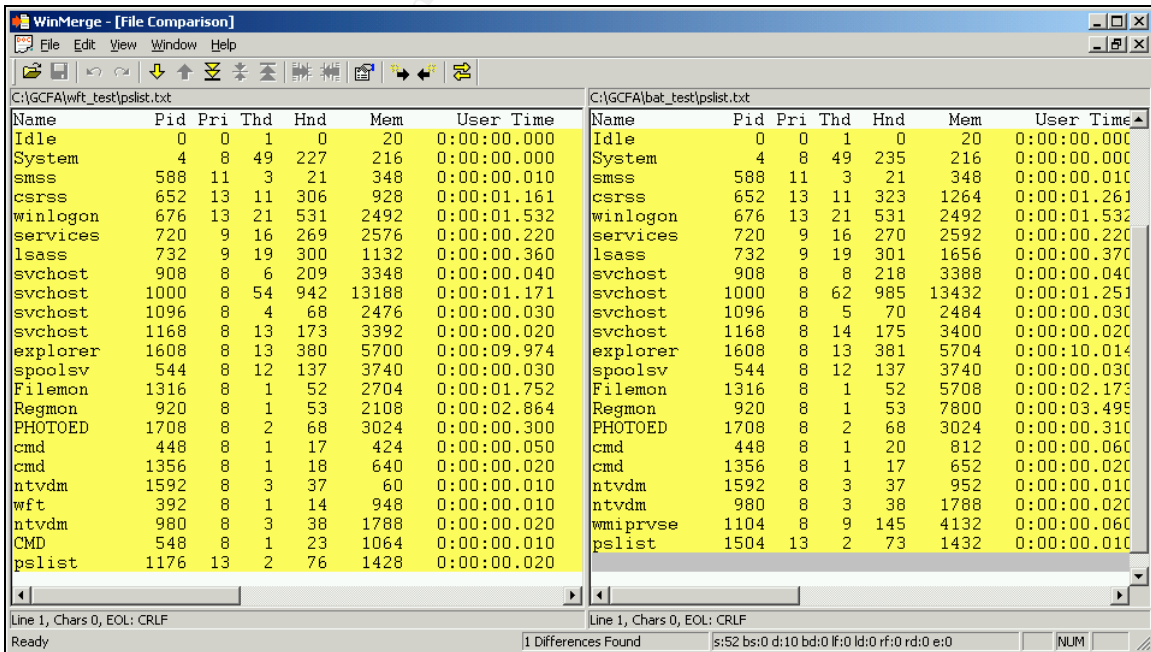 WinMerge - [File Comparison]
File Edit View Window Help
C:\GCFA\wft_test\pslist.txt
Name Pid Pri Thd Hnd Mem User Time
Idle 0 0 1 0 20 0:00:00.000
System 4 8 49 227 216 0:00:00.000
smss 588 11 3 21 348 0:00:00.010
csrss 652 13 11 306 928 0:00:01.161
winlogon 676 13 21 531 2492 0:00:01.532
services 720 9 16 269 2576 0:00:00.220
lsass 732 9 19 300 1132 0:00:00.360
svchost 908 8 6 209 3348 0:00:00.040
svchost 1000 8 54 942 13188 0:00:01.171
svchost 1096 8 4 68 2476 0:00:00.030
svchost 1168 8 13 173 3392 0:00:00.020
explorer 1608 8 13 380 5700 0:00:09.974
spoolsv 544 8 12 137 3740 0:00:00.030
Filemon 1316 8 1 52 2704 0:00:01.752
Regmon 920 8 1 53 2108 0:00:02.864
PHOTOED 1708 8 2 68 3024 0:00:00.300
cmd 448 8 1 17 424 0:00:00.050
cmd 1356 8 1 18 640 0:00:00.020
ntvdm 1592 8 3 37 60 0:00:00.010
wft 392 8 1 14 948 0:00:00.010
ntvdm 980 8 3 38 1788 0:00:00.020
CMD 548 8 1 23 1064 0:00:00.010
pslist 1176 13 2 76 1428 0:00:00.020
Line 1, Chars 0, EOL: CRLF
C:\GCFA\bat_test\pslist.txt
Name Pid Pri Thd Hnd Mem User Time
Idle 0 0 1 0 20 0:00:00.000
System 4 8 49 235 216 0:00:00.000
smss 588 11 3 21 348 0:00:00.010
csrss 652 13 11 323 1264 0:00:01.261
winlogon 676 13 21 531 2492 0:00:01.532
services 720 9 16 270 2592 0:00:00.220
lsass 732 9 19 301 1656 0:00:00.370
svchost 908 8 8 218 3388 0:00:00.040
svchost 1000 8 62 985 13432 0:00:01.251
svchost 1096 8 5 70 2484 0:00:00.030
svchost 1168 8 14 175 3400 0:00:00.020
explorer 1608 8 13 381 5704 0:00:10.014
spoolsv 544 8 12 137 3740 0:00:00.030
Filemon 1316 8 1 52 5708 0:00:02.173
Regmon 920 8 1 53 7800 0:00:03.495
PHOTOED 1708 8 2 68 3024 0:00:00.310
cmd 448 8 1 20 812 0:00:00.060
cmd 1356 8 1 17 652 0:00:00.020
ntvdm 1592 8 3 37 952 0:00:00.010
ntvdm 980 8 3 38 1788 0:00:00.020
wmiprvse 1104 8 9 145 4132 0:00:00.060
pslist 1504 13 2 73 1432 0:00:00.010
Line 1, Chars 0, EOL: CRLF
Ready 1 Differences Found s:52 bs:0 d:10 bd:0 lf:0 ld:0 rf:0 rd:0 e:0 NUM